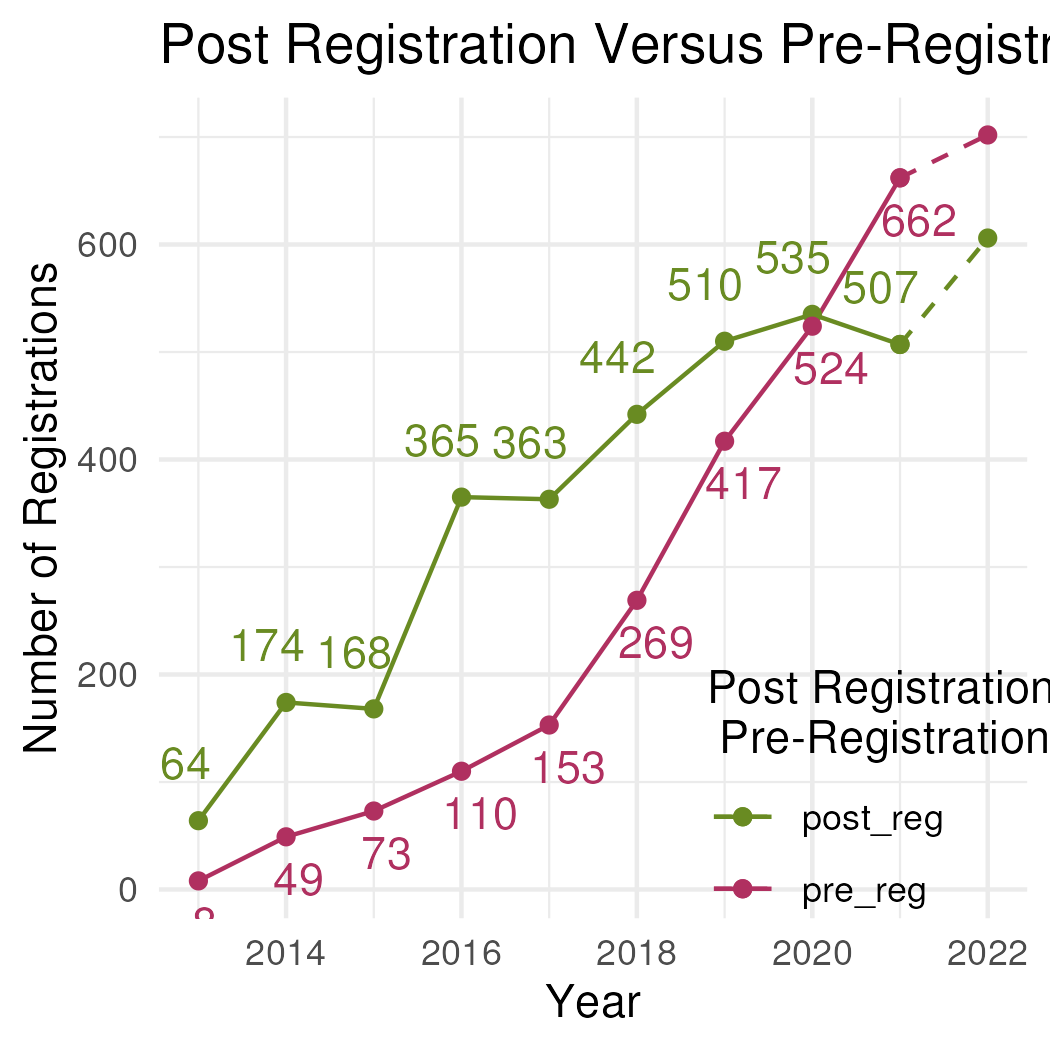 Post Registration Versus Pre-Registr
Number of Registrations
600
400
200
0
535
662
510
507
442
524
365 363
417
174 168
269
64
153
110
73
49
Post Registration
Pre-Registration
post_reg
pre_reg
2014 2016 2018 2020 2022
Year